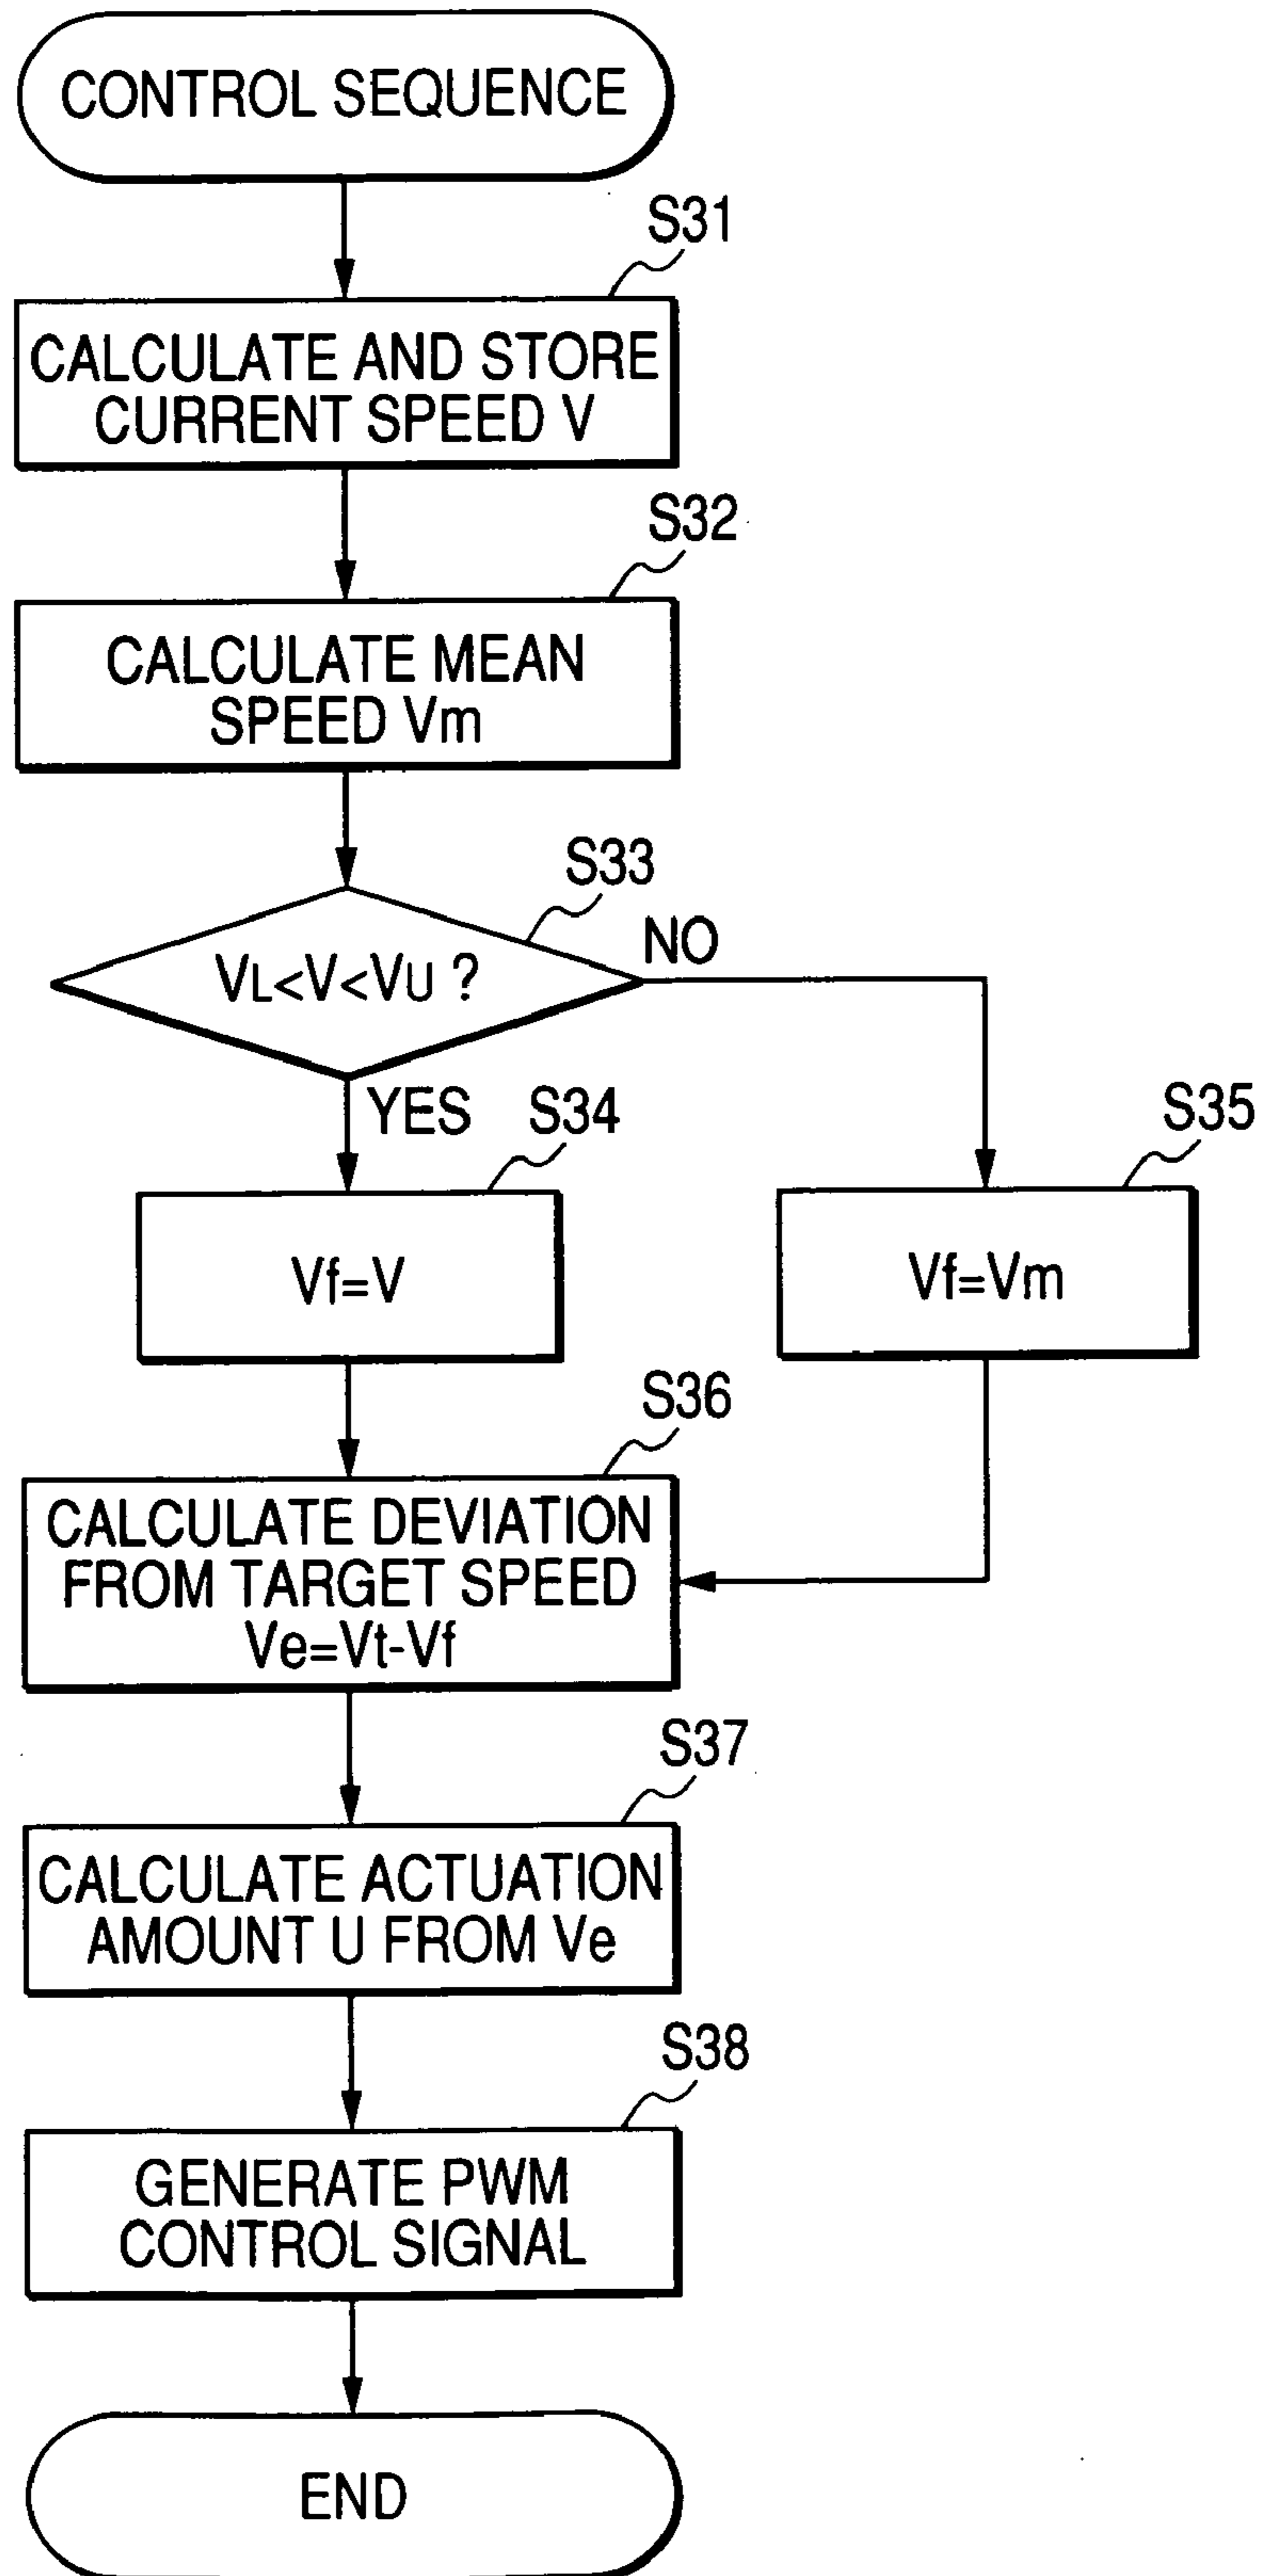 CONTROL SEQUENCE
S31
CALCULATE AND STORE
CURRENT SPEED V
S32
CALCULATE MEAN
SPEED Vm
S33
VL<V<VU ?
NO
YES
S34
Vf=V
S35
Vf=Vm
S36
CALCULATE DEVIATION
FROM TARGET SPEED
Ve=Vt-Vf
S37
CALCULATE ACTUATION
AMOUNT U FROM Ve
S38
GENERATE PWM
CONTROL SIGNAL
END